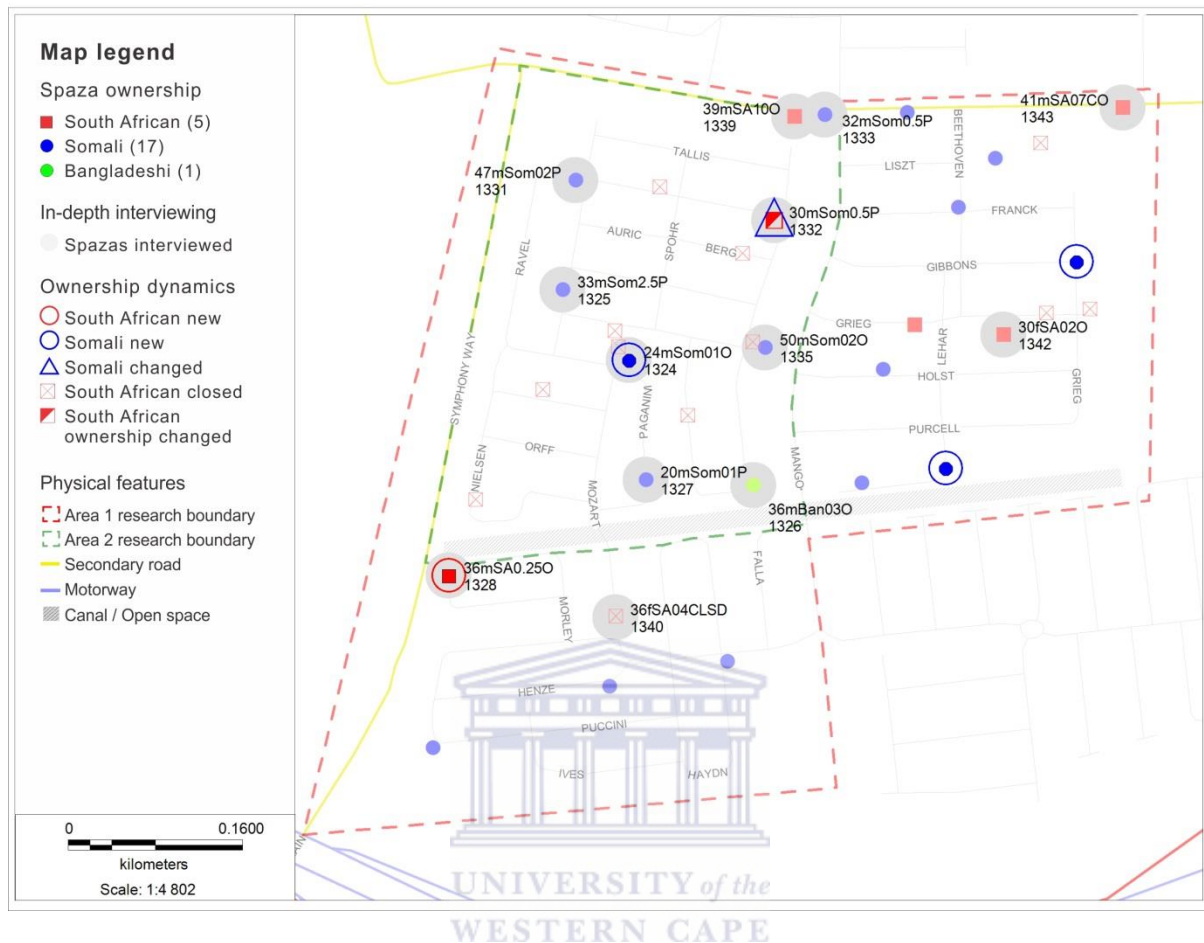 Map legend
Spaza ownership
South African (5)
Somali (17)
Bangladeshi (1)
In-depth interviewing
Spazas interviewed
Ownership dynamics
South African new
Somali new
Somali changed
South African closed
South African
ownership changed
Physical features
Area 1 research boundary
Area 2 research boundary
Secondary road
Motorway
Canal / Open space
0 0.1600
kilometers
Scale: 1:4 802
39mSA10O
1339
32mSom0.5P
1333
41mSA07CO
1343
BEETHOVEN
TALLIS
LISZT
47mSom02P
1331
30mSom0.5P
1332
FRANCK
AURIC
SPOHR
BERG
RAVEL
GIBBONS
33mSom2.5P
1325
GRIEG
30fSA02O
1342
50mSom02O
1335
LEHAR
24mSom01O
1324
HOLST
GRIEG
SYMPHONY WAY
PAGANINI
PURCELL
ORFF
MANGO
NIELSEN
20mSom01P
1327
MOZART
36mBan03O
1326
36mSA0.25O
1328
FALLA
MORLEY
36fSA04CLSD
1340
HENZE
PUCCINI
IVES
HAYDN
UNIVERSITY of the
WESTERN CAPE